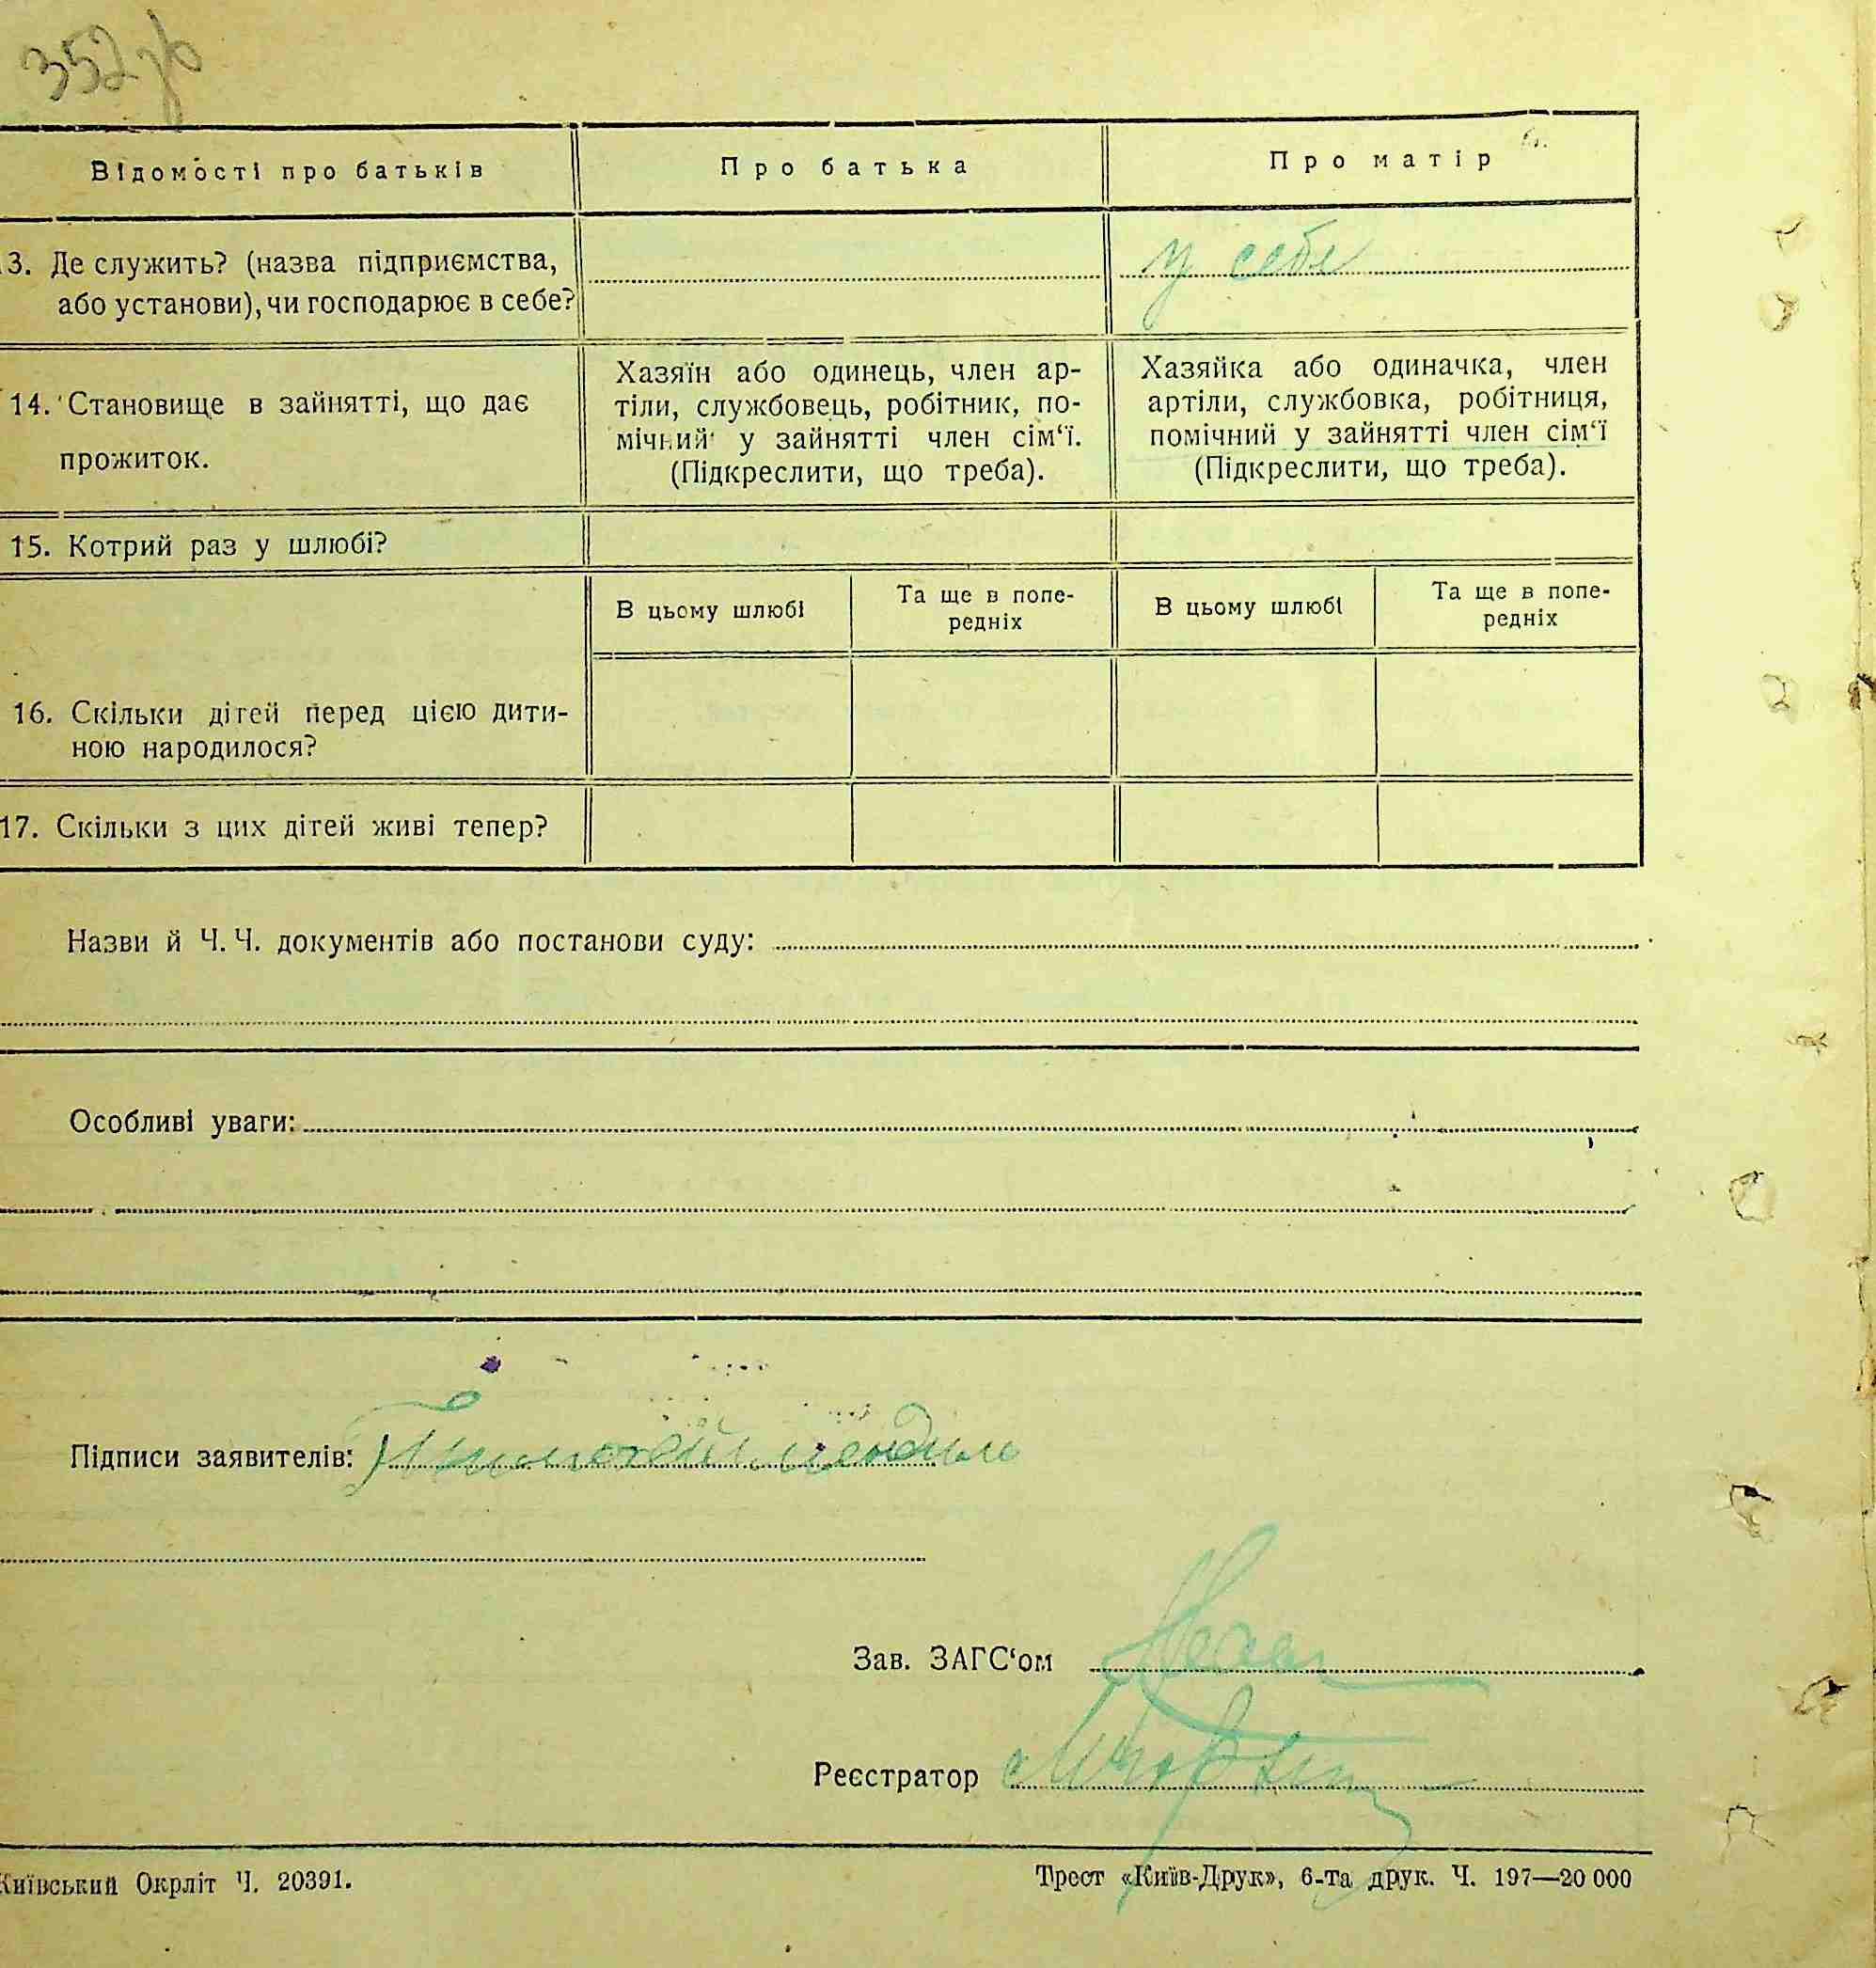 352зв
Відомості про батьків
Про батька
Про матір
13. Де служить? (назва підприємства,
або установи), чи господарює в себе?
у себе
14. Становище в зайнятті, що дає
прожиток.
Хазяїн або одинець, член ар-
тіли, службовець, робітник, по-
мічний у зайнятті член сім‘ї.
(Підкреслити, що треба).
Хазяйка або одиначка, член
артіли, службовка, робітниця,
помічний у зайнятті член сім‘ї
(Підкреслити, що треба).
15. Котрий раз у шлюбі?
В цьому шлюбі
Та ще в попе-
редніх
В цьому шлюбі
Та ще в попе-
редніх
16. Скільки дітей перед цією дити-
ною народилося?
17. Скільки з цих дітей живі тепер?
Назви й Ч. Ч. документів або постанови суду:
Особливі уваги:
Підписи заявителів:
Зав. ЗАГС‘ом
Реєстратор
Київський Окрліт Ч. 20391.
Трест «Київ-Друк», 6-та друк. Ч. 197—20 000